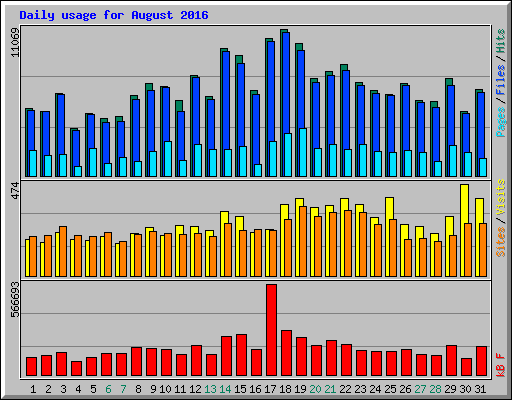 Daily usage for August 2016
11069
Pages / Files / Hits
474
Sites / Visits
566693
kB F
1 2 3 4 5 6 7 8 9 10 11 12 13 14 15 16 17 18 19 20 21 22 23 24 25 26 27 28 29 30 31